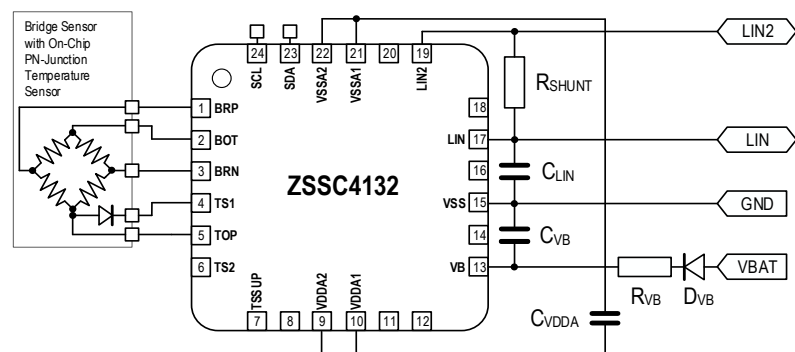 Bridge Sensor
with On-Chip
PN-Junction
Temperature
Sensor
24 23 22 21 20 19
SCL SDA VSSA2 VSSA1 LIN2
LIN2
RSHUNT
1 BRP
2 BOT
3 BRN
4 TS1
5 TOP
6 TS2
ZSSC4132
18
LIN 17
16
VSS 15
14
VB 13
LIN
CLIN
GND
CVB
VBAT
RVB DVB
CVDDA
TSSUP VDDA2 VDDA1
7 8 9 10 11 12